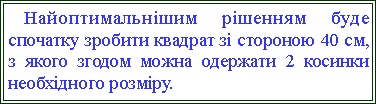 Найоптимальнішим рішенням буде
спочатку зробити квадрат зі стороною 40 см,
з якого згодом можна одержати 2 косинки
необхідного розміру.